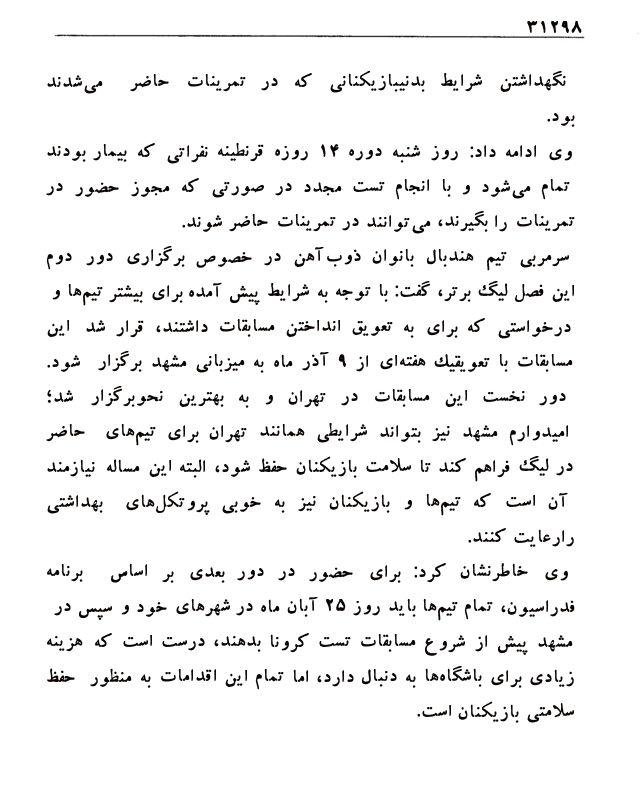 ۳۱۲۹۸
نگهداشتن شرایط بدنیبازیکنانی که در تمرینات حاضر می‌شدند
بود.
وی ادامه داد: روز شنبه دوره ۱۴ روزه قرنطینه نفراتی که بیمار بودند
تمام می‌شود و با انجام تست مجدد در صورتی که مجوز حضور در
تمرینات را بگیرند، می‌توانند در تمرینات حاضر شوند.
سرمربی تیم هندبال بانوان ذوب‌آهن در خصوص برگزاری دور دوم
این فصل لیگ برتر، گفت: با توجه به شرایط پیش آمده برای بیشتر تیم‌ها و
درخواستی که برای به تعویق انداختن مسابقات داشتند، قرار شد این
مسابقات با تعویقیک هفته‌ای از ۹ آذر ماه به میزبانی مشهد برگزار شود.
دور نخست این مسابقات در تهران و به بهترین نحوبرگزار شد؛
امیدوارم مشهد نیز بتواند شرایطی همانند تهران برای تیم‌های حاضر
در لیگ فراهم کند تا سلامت بازیکنان حفظ شود، البته این مساله نیازمند
آن است که تیم‌ها و بازیکنان نیز به خوبی پروتکل‌های بهداشتی
رارعایت کنند.
وی خاطرنشان کرد: برای حضور در دور بعدی بر اساس برنامه
فدراسیون، تمام تیم‌ها باید روز ۲۵ آبان ماه در شهرهای خود و سپس در
مشهد پیش از شروع مسابقات تست کرونا بدهند، درست است که هزینه
زیادی برای باشگاه‌ها به دنبال دارد، اما تمام این اقدامات به منظور حفظ
سلامتی بازیکنان است.